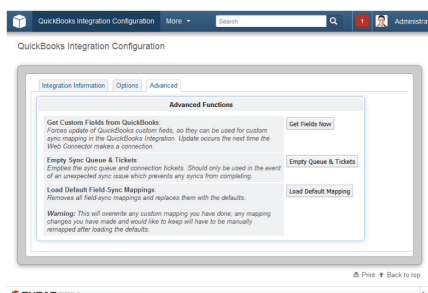 QuickBooks Integration Configuration More Search 1 Administra
QuickBooks Integration Configuration
Integration Information Options Advanced
Advanced Functions
Get Custom Fields from QuickBooks:
Forces update of QuickBooks custom fieds, so they can be used for custom
sync mapping in the QuickBooks Integration. Update occurs the next time the
Web Connector makes a connection.
Get Fields Now
Empty Sync Queue & Tickets:
Empties the sync queue and connection tickets. Should only be used in the event
of an unexpected sync issue which prevents any syncs from completing.
Empty Queue & Tickets
Load Default Field-Sync Mappings:
Removes all field-sync mappings and replaces them with the defaults.
Load Default Mapping
Warning: This will overwrite any custom mapping you have done; any mapping
changes you have made and would like to keep will have to be manually
remapped after loading the defaults.
Print Back to top